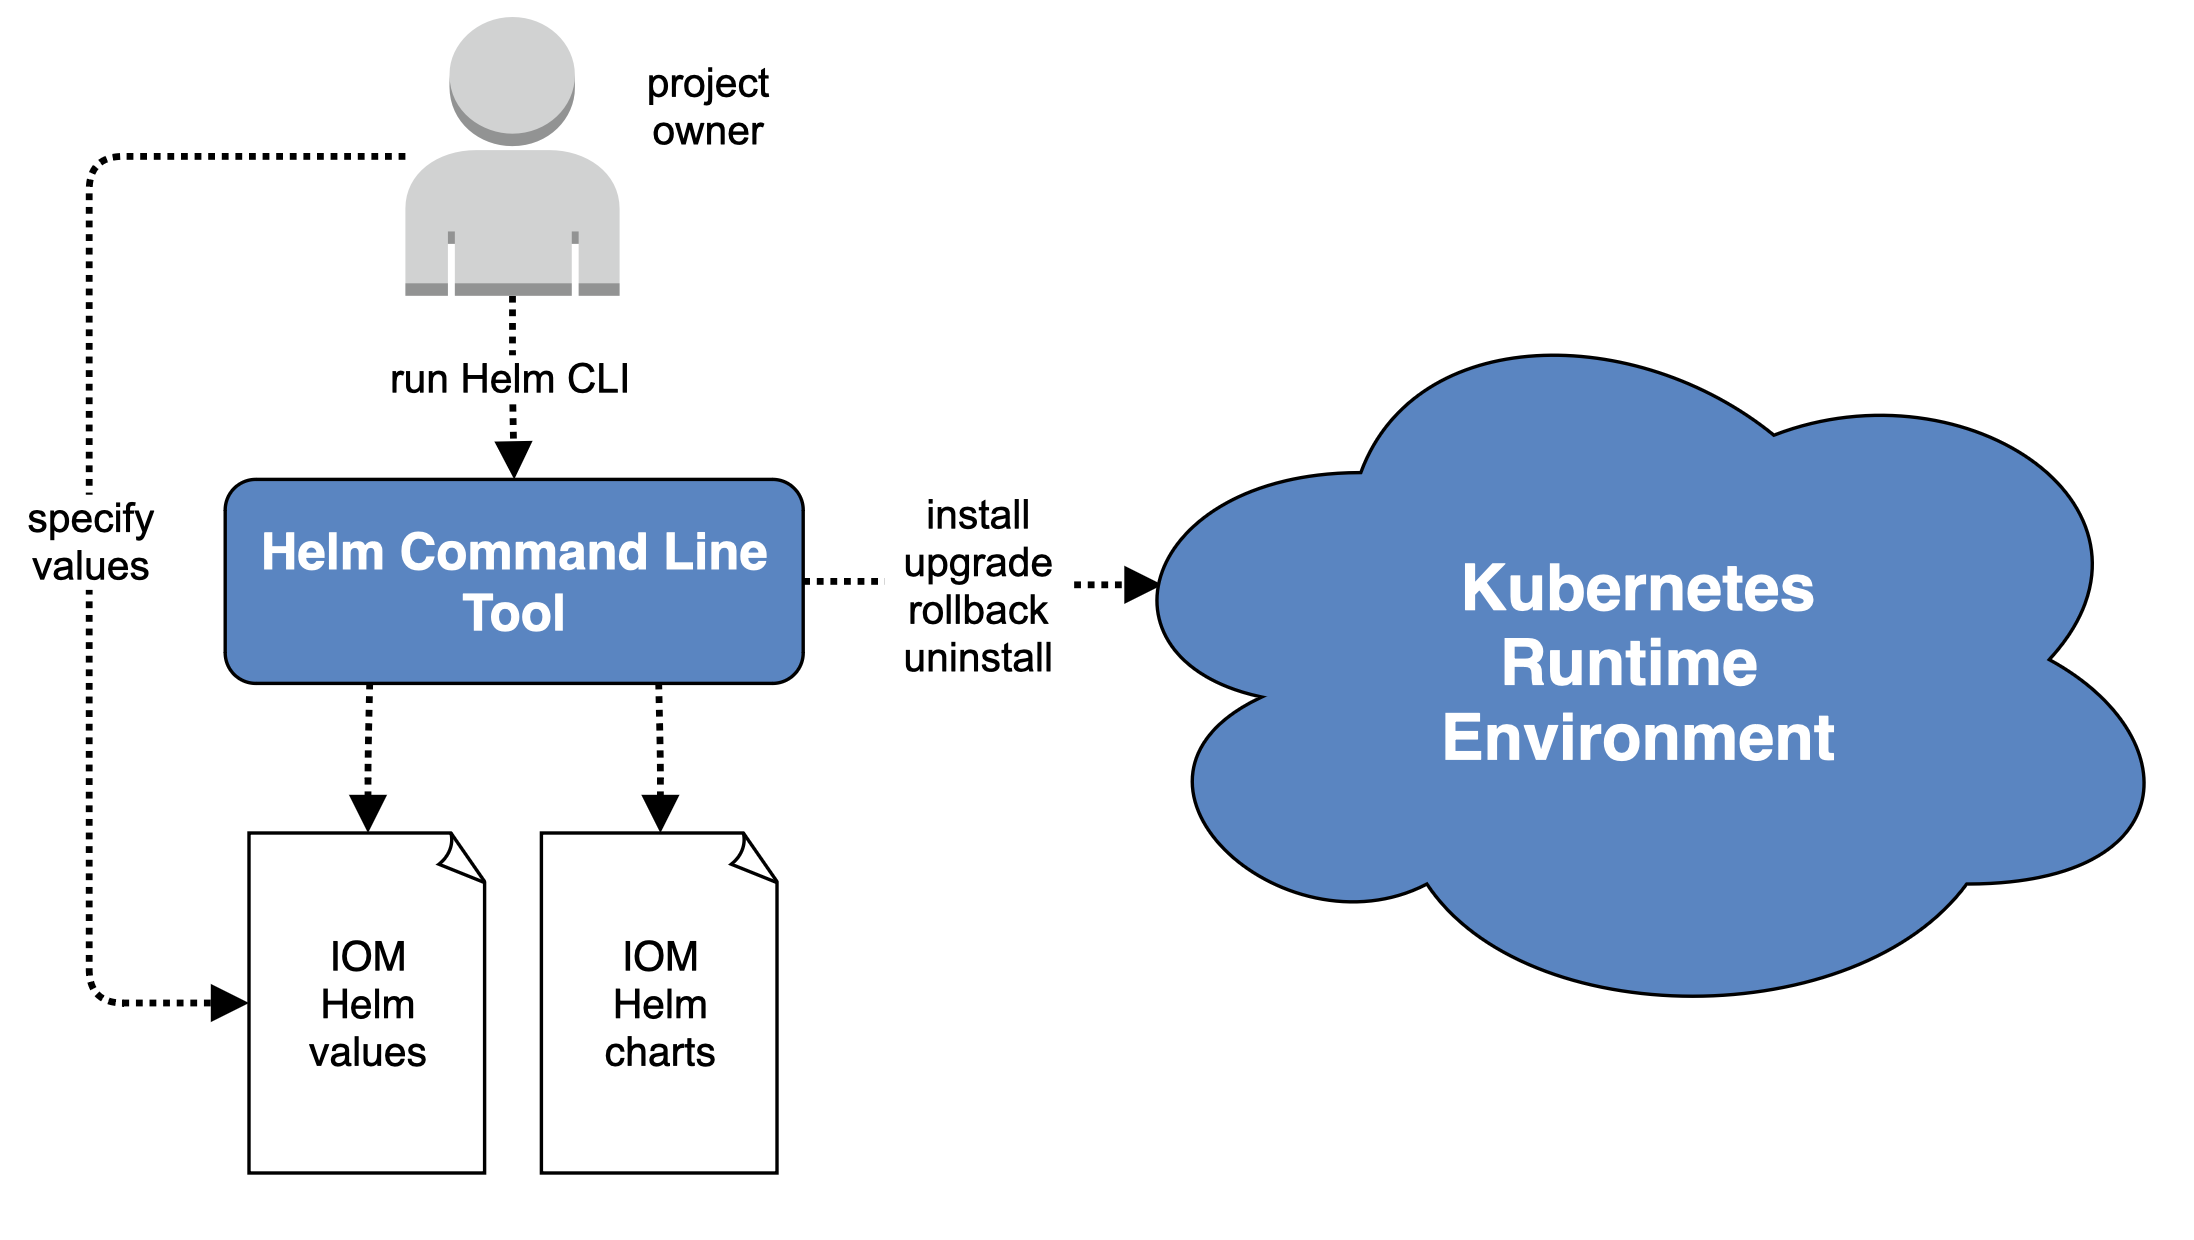 project
owner
run Helm CLI
specify
values
Helm Command Line
Tool
install
upgrade
rollback
uninstall
Kubernetes
Runtime
Environment
IOM
Helm
values
IOM
Helm
charts